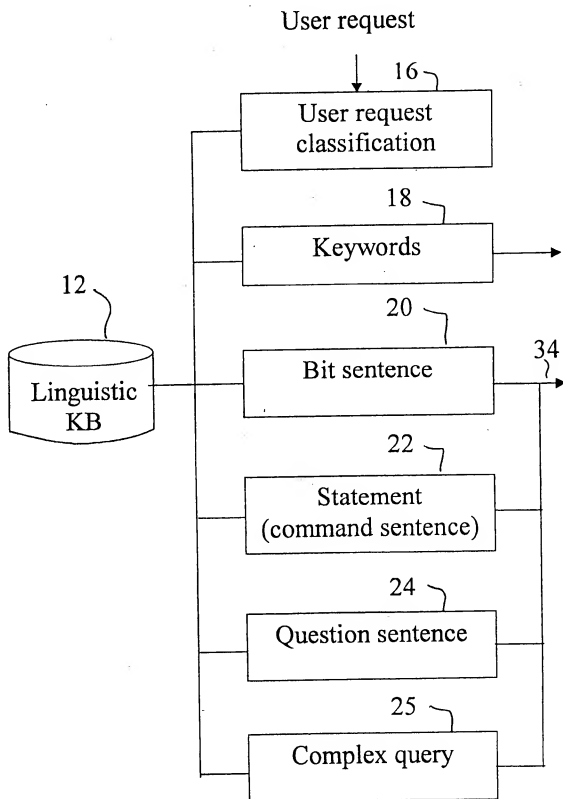 User request
16
User request
classification
18
Keywords
12
20
34
Linguistic
KB
Bit sentence
22
Statement
(command sentence)
24
Question sentence
25
Complex query